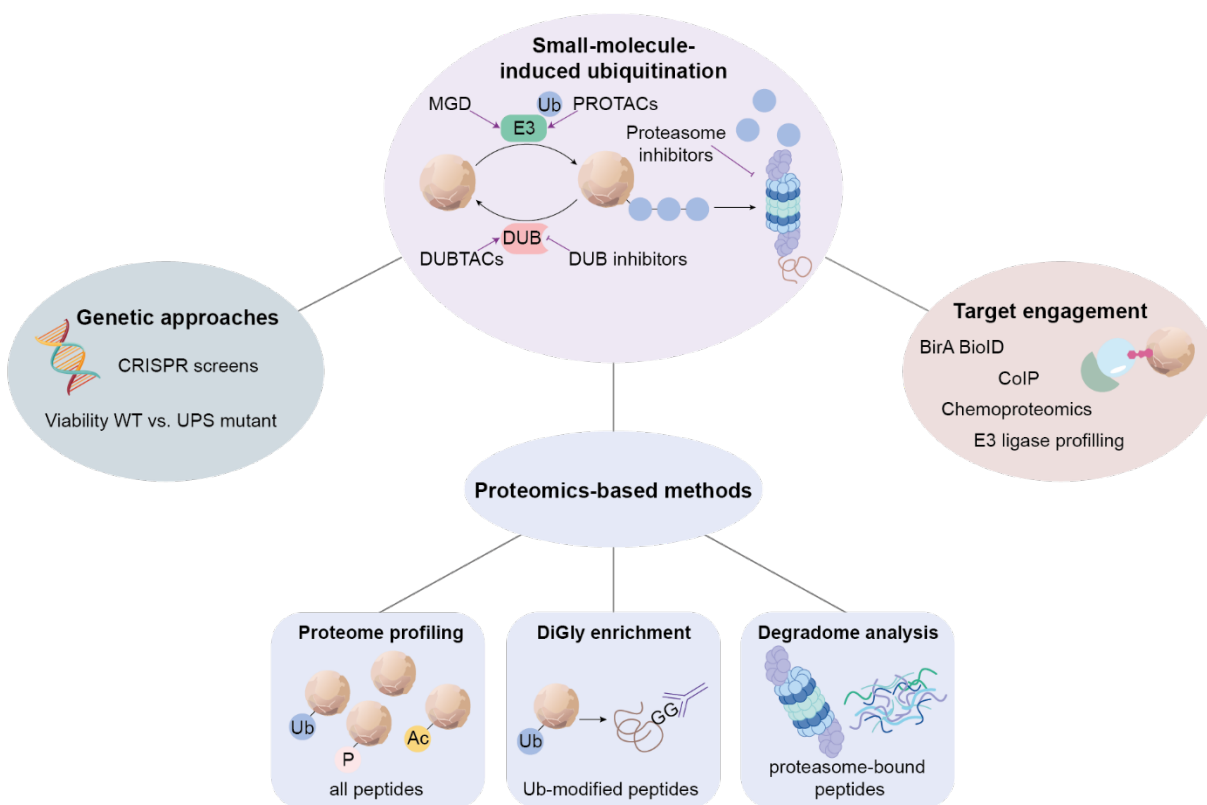 Small-molecule-
induced ubiquitination
MGD
Ub
PROTACs
E3
Proteasome
inhibitors
DUB
DUBTACs
DUB inhibitors
Genetic approaches
CRISPR screens
Viability WT vs. UPS mutant
Target engagement
BirA BioID
CoIP
Chemoproteomics
E3 ligase profilling
Proteomics-based methods
Proteome profiling
Ub
P
Ac
all peptides
DiGly enrichment
Ub
GG
Ub-modified peptides
Degradome analysis
proteasome-bound
peptides